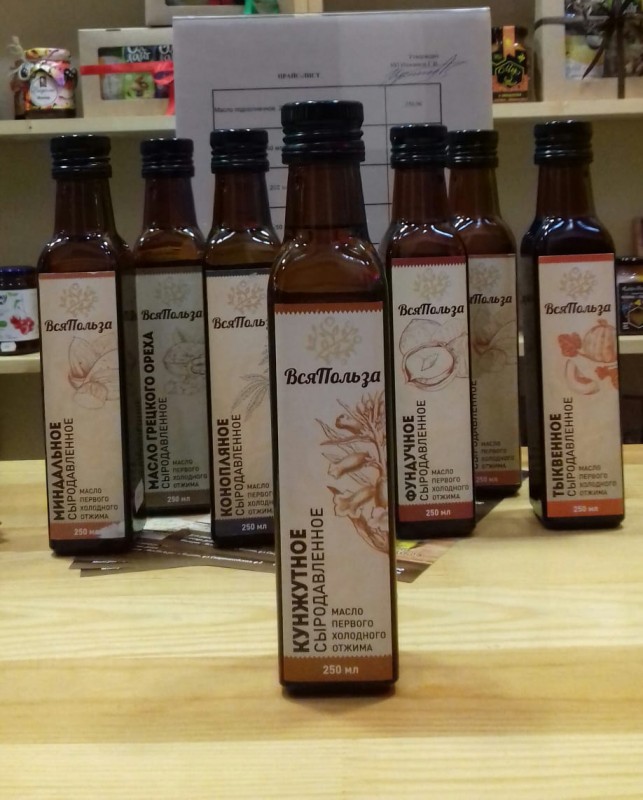 ПРАЙС-ЛИСТ
ВсяПольза
МИНДАЛЬНОЕ
СЫРОДАВЛЕННОЕ
МАСЛО
ПЕРВОГО
ХОЛОДНОГО
ОТЖИМА
250 мл
ВсяПольза
МАСЛО ГРЕЦКОГО ОРЕХА
СЫРОДАВЛЕННОЕ
МАСЛО
ПЕРВОГО
ХОЛОДНОГО
ОТЖИМА
250 мл
ВсяПольза
КОНОПЛЯНОЕ
СЫРОДАВЛЕННОЕ
МАСЛО
ПЕРВОГО
ХОЛОДНОГО
ОТЖИМА
250 мл
ВсяПольза
КУНЖУТНОЕ
СЫРОДАВЛЕННОЕ
МАСЛО
ПЕРВОГО
ХОЛОДНОГО
ОТЖИМА
250 мл
ВсяПольза
ФУНДУЧНОЕ
СЫРОДАВЛЕННОЕ
МАСЛО
ПЕРВОГО
ХОЛОДНОГО
ОТЖИМА
250 мл
Польза
250 мл
ВсяПольза
ТЫКВЕННОЕ
СЫРОДАВЛЕННОЕ
МАСЛО
ПЕРВОГО
ХОЛОДНОГО
ОТЖИМА
250 мл